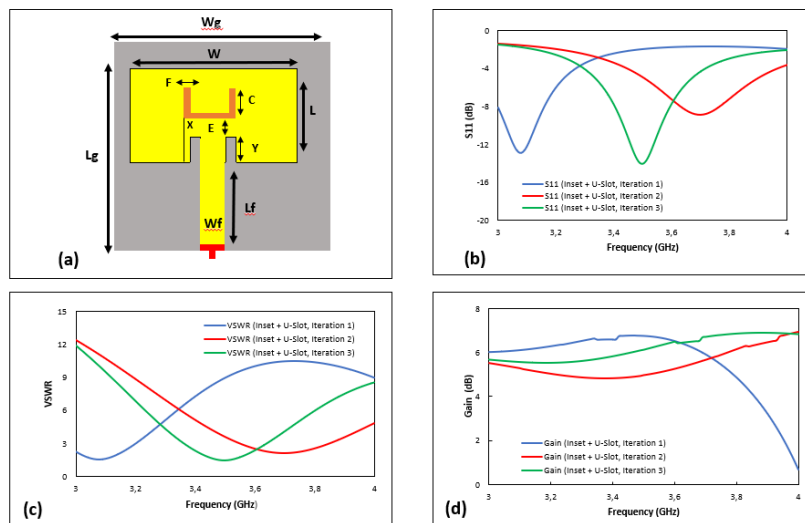 Wg
W
F
C
L
X
E
Y
Lg
Lf
Wf
(a)
0
-4
-8
-12
-16
-20
S11 (dB)
S11 (Inset + U-Slot, Iteration 1)
S11 (Inset + U-Slot, Iteration 2)
S11 (Inset + U-Slot, Iteration 3)
3 3,2 3,4 3,6 3,8 4
Frequency (GHz)
(b)
15
12
9
6
3
0
VSWR
VSWR (Inset + U-Slot, Iteration 1)
VSWR (Inset + U-Slot, Iteration 2)
VSWR (Inset + U-Slot, Iteration 3)
3 3,2 3,4 3,6 3,8 4
Frequency (GHz)
(c)
8
6
4
2
0
Gain (dB)
Gain (Inset + U-Slot, Iteration 1)
Gain (Inset + U-Slot, Iteration 2)
Gain (Inset + U-Slot, Iteration 3)
3 3,2 3,4 3,6 3,8 4
Frequency (GHz)
(d)